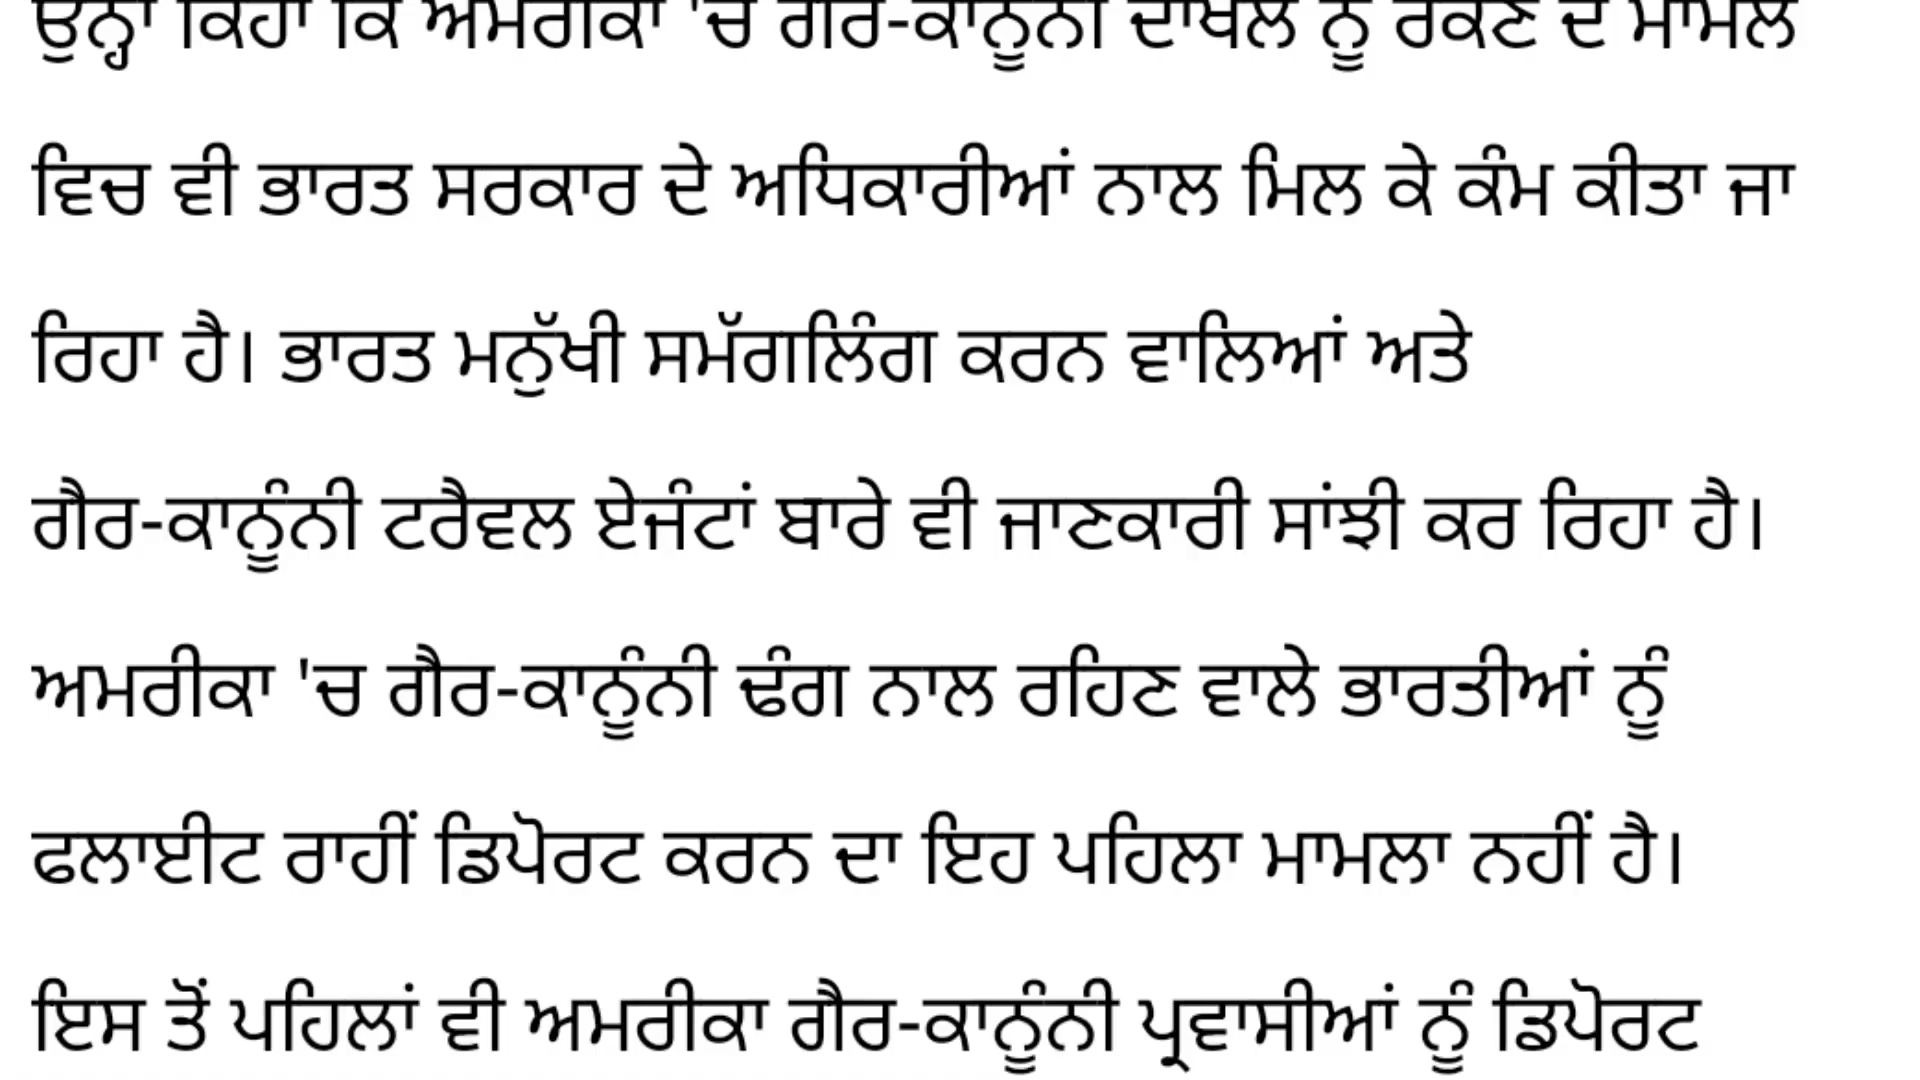 ਉਨ੍ਹਾਂ ਕਿਹਾ ਕਿ ਅਮਰੀਕਾ 'ਚ ਗੈਰ-ਕਾਨੂੰਨੀ ਦਾਖਲੇ ਨੂੰ ਰੋਕਣ ਦੇ ਮਾਮਲੇ
ਵਿਚ ਵੀ ਭਾਰਤ ਸਰਕਾਰ ਦੇ ਅਧਿਕਾਰੀਆਂ ਨਾਲ ਮਿਲ ਕੇ ਕੰਮ ਕੀਤਾ ਜਾ
ਰਿਹਾ ਹੈ। ਭਾਰਤ ਮਨੁੱਖੀ ਸਮੱਗਲਿੰਗ ਕਰਨ ਵਾਲਿਆਂ ਅਤੇ
ਗੈਰ-ਕਾਨੂੰਨੀ ਟਰੈਵਲ ਏਜੰਟਾਂ ਬਾਰੇ ਵੀ ਜਾਣਕਾਰੀ ਸਾਂਝੀ ਕਰ ਰਿਹਾ ਹੈ।
ਅਮਰੀਕਾ 'ਚ ਗੈਰ-ਕਾਨੂੰਨੀ ਢੰਗ ਨਾਲ ਰਹਿਣ ਵਾਲੇ ਭਾਰਤੀਆਂ ਨੂੰ
ਫਲਾਈਟ ਰਾਹੀਂ ਡਿਪੋਰਟ ਕਰਨ ਦਾ ਇਹ ਪਹਿਲਾ ਮਾਮਲਾ ਨਹੀਂ ਹੈ।
ਇਸ ਤੋਂ ਪਹਿਲਾਂ ਵੀ ਅਮਰੀਕਾ ਗੈਰ-ਕਾਨੂੰਨੀ ਪ੍ਰਵਾਸੀਆਂ ਨੂੰ ਡਿਪੋਰਟ